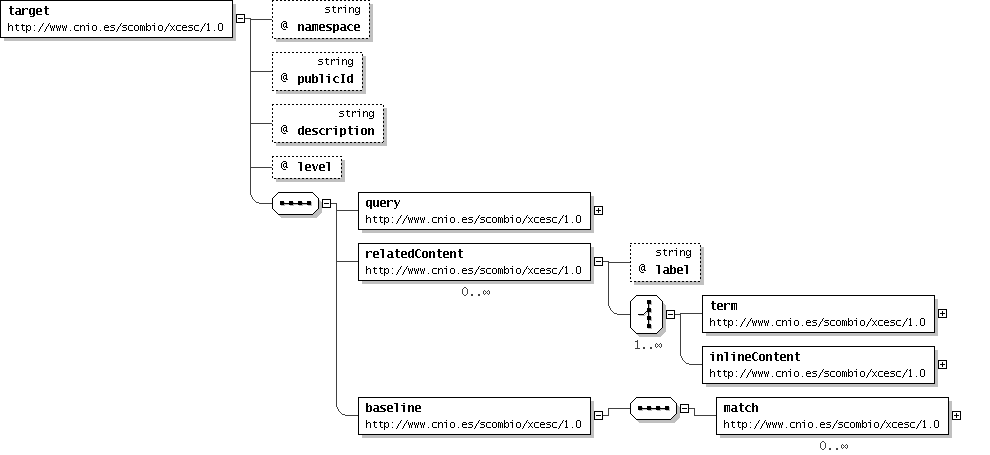 target
http://www.cnio.es/scombio/xcesc/1.0
string
@ namespace
string
@ publicId
string
@ description
@ level
query
http://www.cnio.es/scombio/xcesc/1.0
relatedContent
http://www.cnio.es/scombio/xcesc/1.0
0..∞
string
@ label
1..∞
term
http://www.cnio.es/scombio/xcesc/1.0
inlineContent
http://www.cnio.es/scombio/xcesc/1.0
baseline
http://www.cnio.es/scombio/xcesc/1.0
match
http://www.cnio.es/scombio/xcesc/1.0
0..∞